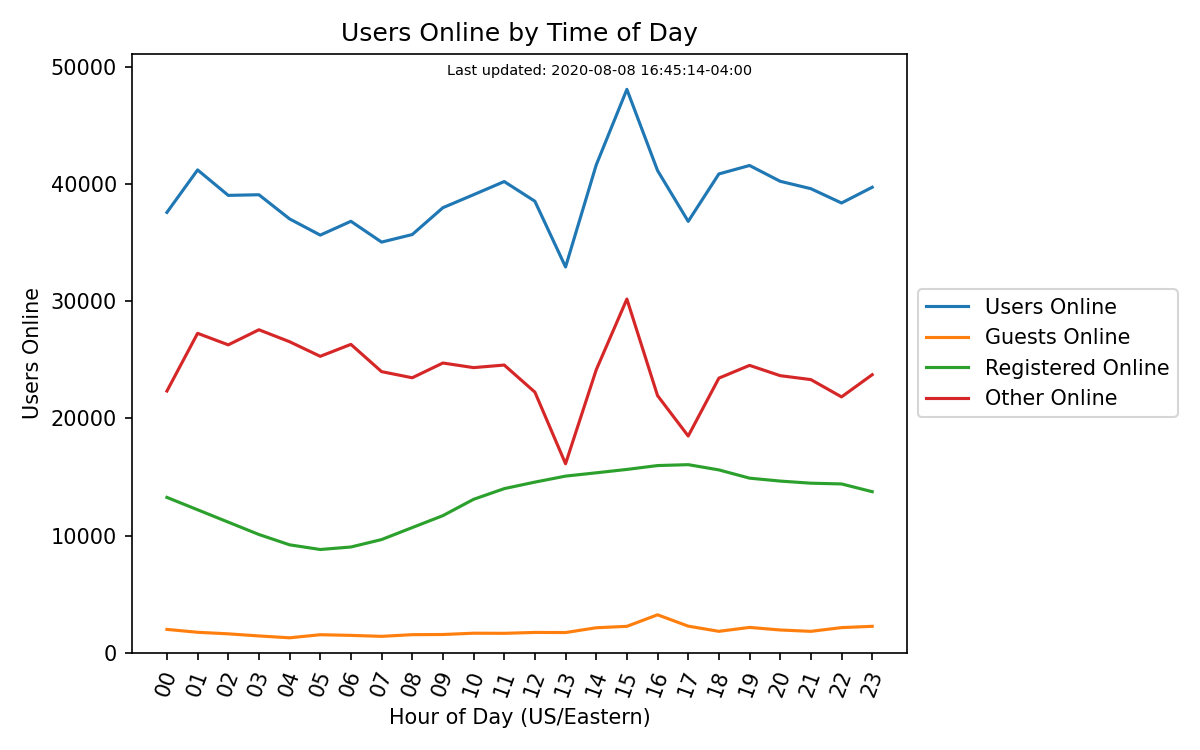 Users Online by Time of Day
Last updated: 2020-08-08 16:45:14-04:00
Users Online
50000
40000
30000
20000
10000
0
00 01 02 03 04 05 06 07 08 09 10 11 12 13 14 15 16 17 18 19 20 21 22 23
Hour of Day (US/Eastern)
Users Online
Guests Online
Registered Online
Other Online